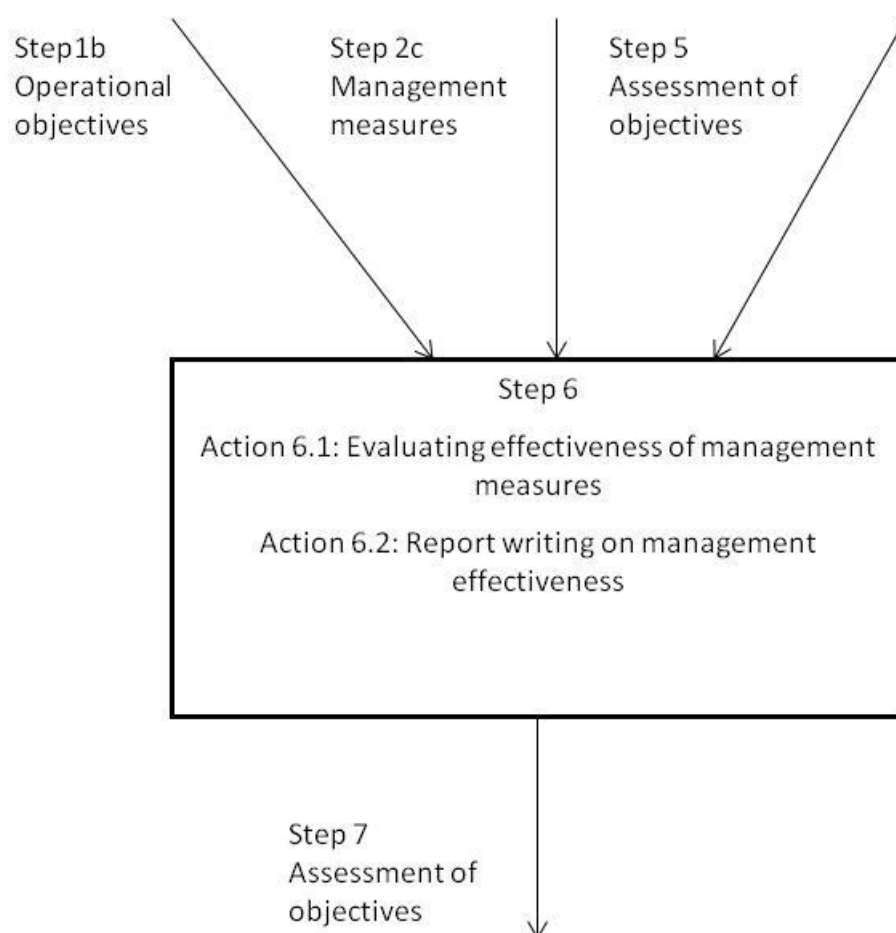 Step1b
Operational
objectives
Step 2c
Management
measures
Step 5
Assessment of
objectives
Step 6
Action 6.1: Evaluating effectiveness of management
measures
Action 6.2: Report writing on management
effectiveness
Step 7
Assessment of
objectives